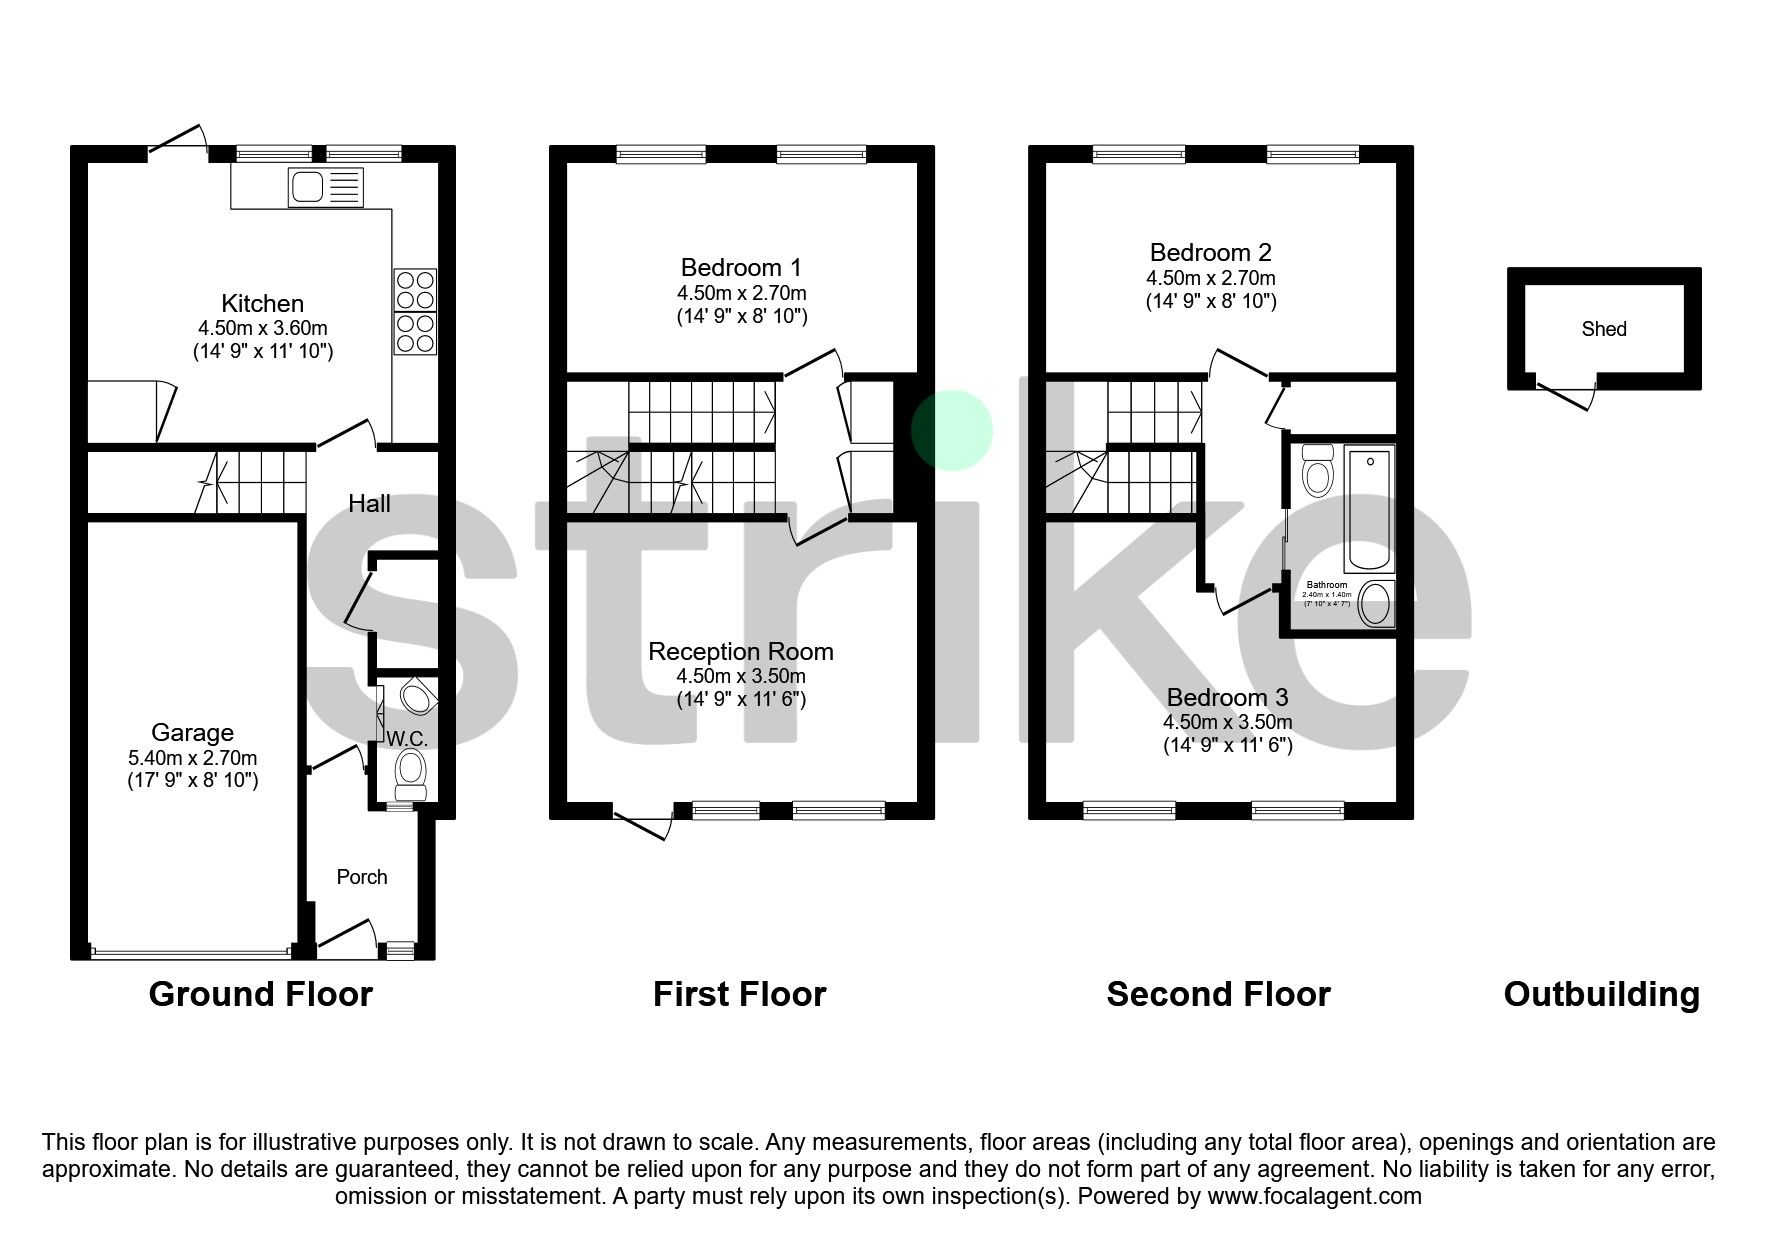 Kitchen
4.50m x 3.60m
(14' 9" x 11' 10")
Hall
Garage
5.40m x 2.70m
(17' 9" x 8' 10")
W.C.
Porch
Ground Floor
Bedroom 1
4.50m x 2.70m
(14' 9" x 8' 10")
Reception Room
4.50m x 3.50m
(14' 9" x 11' 6")
First Floor
Bedroom 2
4.50m x 2.70m
(14' 9" x 8' 10")
Bathroom
2.40m x 1.40m
(7' 10" x 4' 7")
Bedroom 3
4.50m x 3.50m
(14' 9" x 11' 6")
Second Floor
Shed
Outbuilding
strike
This floor plan is for illustrative purposes only. It is not drawn to scale. Any measurements, floor areas (including any total floor area), openings and orientation are
approximate. No details are guaranteed, they cannot be relied upon for any purpose and they do not form part of any agreement. No liability is taken for any error,
omission or misstatement. A party must rely upon its own inspection(s). Powered by www.focalagent.com